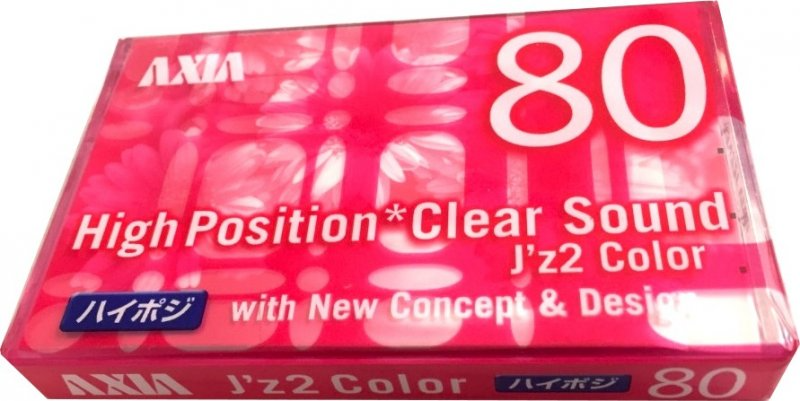 AXIA
80
High Position*Clear Sound
J'z2 Color
ハイポジ
with New Concept & Design
AXIA J'z2 Color ハイポジ 80